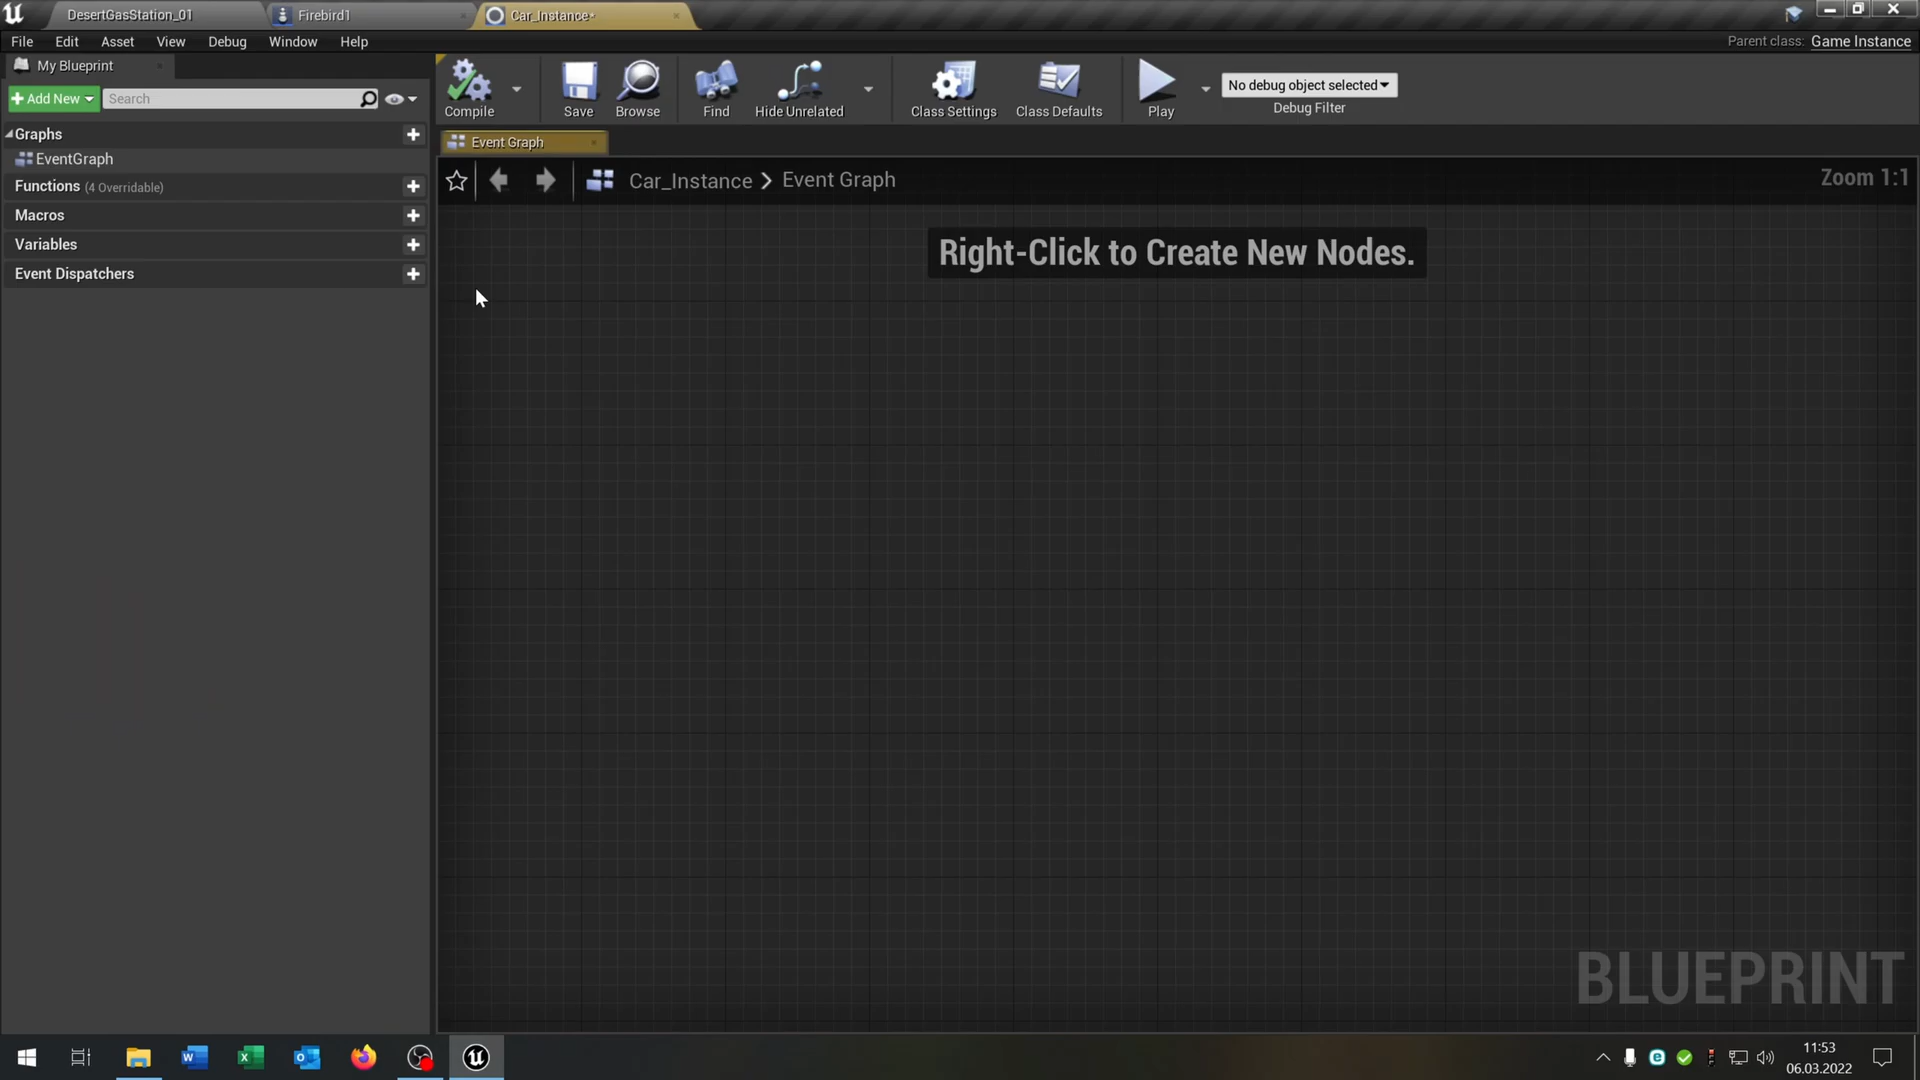 DesertGasStation_01
Firebird1
Car_Instance*
File Edit Asset View Debug Window Help
Parent class: Game Instance
My Blueprint
Add New
Search
Compile
Save
Browse
Find
Hide Unrelated
Class Settings
Class Defaults
Play
No debug object selected
Debug Filter
Graphs
EventGraph
Functions (4 Overridable)
Macros
Variables
Event Dispatchers
Event Graph
Car_Instance > Event Graph
Zoom 1:1
Right-Click to Create New Nodes.
BLUEPRINT
11:53
06.03.2022